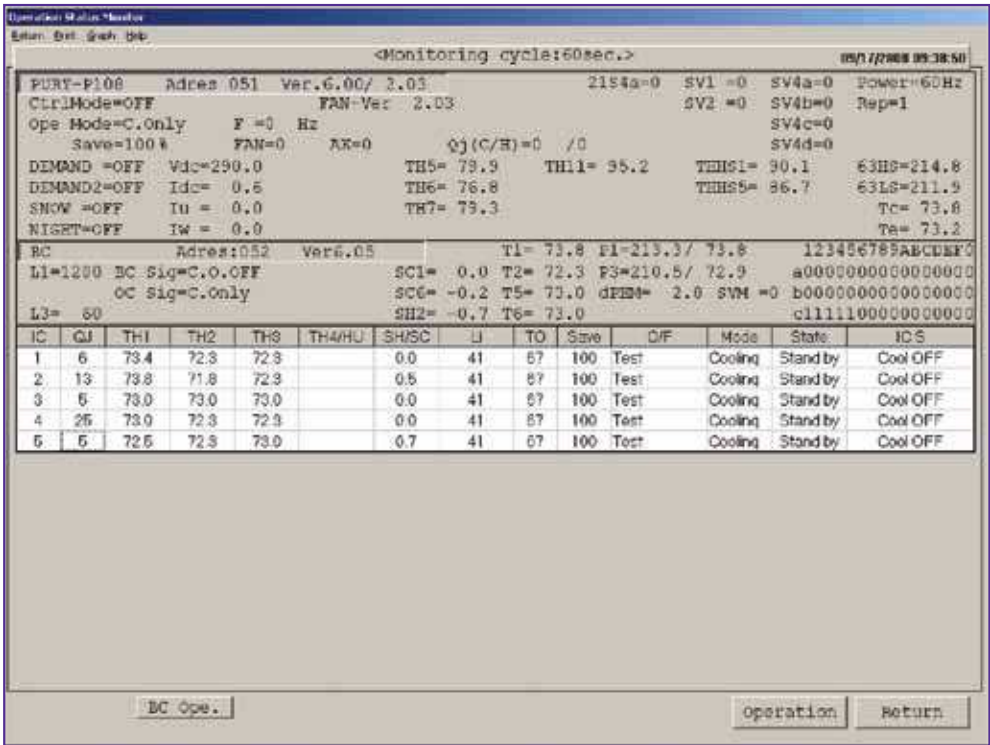 Operation Status Monitor
Return Graph Help
<Monitoring cycle:60sec.> 09/17/2008 09:38:50
PURY-P108 Adres 051 Ver.6.00/ 2.03 21S4a=0 SV1 =0 SV4a=0 Power=60Hz
CtrlMode=OFF FAN-Ver 2.03 SV2 =0 SV4b=0 Rep=1
Ope Mode=C.Only F =0 Hz SV4c=0
Save=100% FAN=0 AK=0 Qj(C/H)=0 /0 SV4d=0
DEMAND =OFF Vdc=290.0 TH5= 79.9 TH11= 95.2 THHS1= 90.1 63HS=214.8
DEMAND2=OFF Idc= 0.6 TH6= 76.8 THHS5= 86.7 63LS=211.9
SNOW =OFF Iu = 0.0 TH7= 79.3 Tc= 73.8
NIGHT=OFF Iw = 0.0 Te= 73.2
BC Adres:052 Ver6.05 T1= 73.8 P1=213.3/ 73.8 123456789ABCDEF0
L1=1200 BC Sig=C.O.OFF SC1= 0.0 T2= 72.3 P3=210.5/ 72.9 a0000000000000000
OC Sig=C.Only SC6= -0.2 T5= 73.0 dPHM= 2.8 SVM =0 b0000000000000000
L3= 60 SH2= -0.7 T6= 73.0 c1111100000000000
IC QJ TH1 TH2 TH3 TH4/HU SH/SC LI TO Save O/F Mode State IC S
1 6 73.4 72.3 72.3 0.0 41 67 100 Test Cooling Stand by Cool OFF
2 13 73.8 71.8 72.3 0.5 41 67 100 Test Cooling Stand by Cool OFF
3 5 73.0 73.0 73.0 0.0 41 67 100 Test Cooling Stand by Cool OFF
4 25 73.0 72.3 72.3 0.0 41 67 100 Test Cooling Stand by Cool OFF
5 5 72.5 72.3 73.0 0.7 41 67 100 Test Cooling Stand by Cool OFF
BC Ope. Operation Return